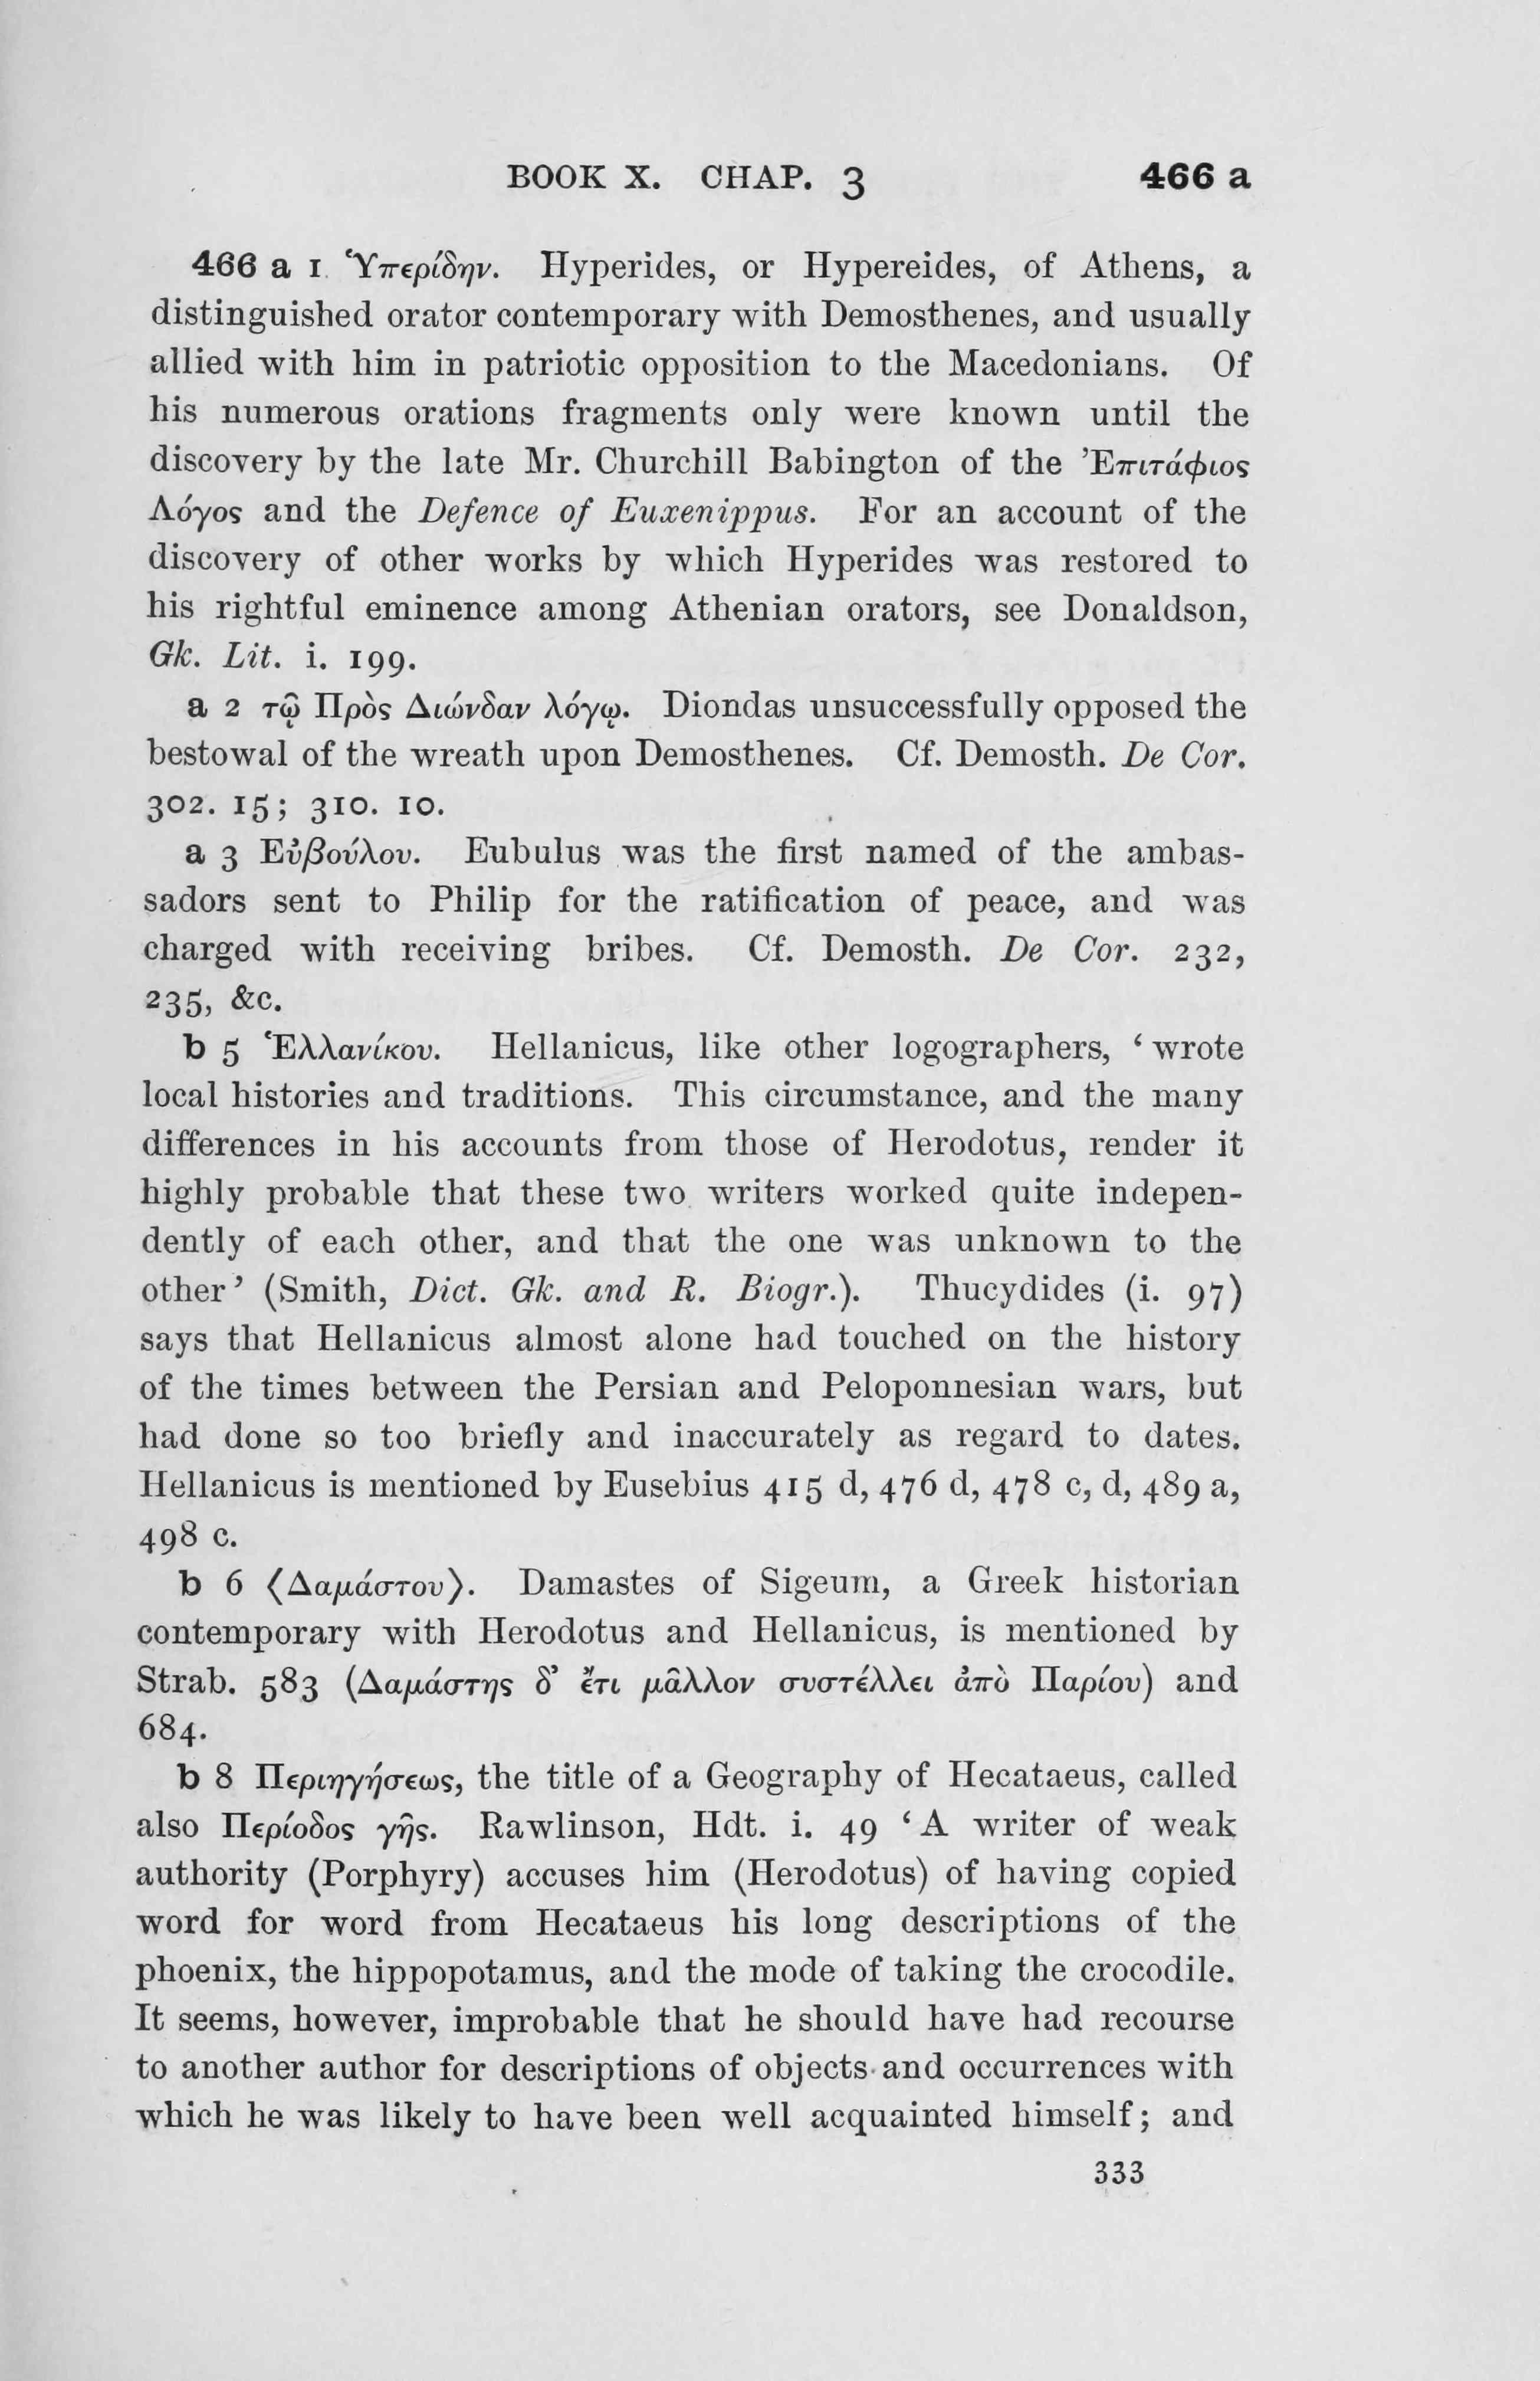 BOOK X. CHAP. 3 466 a
466 a 1 Ὑπερίδην. Hyperides, or Hypereides, of Athens, a
distinguished orator contemporary with Demosthenes, and usually
allied with him in patriotic opposition to the Macedonians. Of
his numerous orations fragments only were known until the
discovery by the late Mr. Churchill Babington of the Ἐπιτάφιος
Λόγος and the Defence of Euxenippus. For an account of the
discovery of other works by which Hyperides was restored to
his rightful eminence among Athenian orators, see Donaldson,
Gk. Lit. i. 199.
a 2 τῷ Πρὸς Διώνδαν λόγῳ. Diondas unsuccessfully opposed the
bestowal of the wreath upon Demosthenes. Cf. Demosth. De Cor.
302. 15; 310. 10.
a 3 Εὐβούλου. Eubulus was the first named of the ambas-
sadors sent to Philip for the ratification of peace, and was
charged with receiving bribes. Cf. Demosth. De Cor. 232,
235, &c.
b 5 Ἑλλανίκου. Hellanicus, like other logographers, ‘ wrote
local histories and traditions. This circumstance, and the many
differences in his accounts from those of Herodotus, render it
highly probable that these two writers worked quite indepen-
dently of each other, and that the one was unknown to the
other’ (Smith, Dict. Gk. and R. Biogr.). Thucydides (i. 97)
says that Hellanicus almost alone had touched on the history
of the times between the Persian and Peloponnesian wars, but
had done so too briefly and inaccurately as regard to dates.
Hellanicus is mentioned by Eusebius 415 d, 476 d, 478 c, d, 489 a,
498 c.
b 6 ⟨Δαμάστου⟩. Damastes of Sigeum, a Greek historian
contemporary with Herodotus and Hellanicus, is mentioned by
Strab. 583 (Δαμάστης δ’ ἔτι μᾶλλον συστέλλει ἀπὸ Παρίου) and
684.
b 8 Περιηγήσεως, the title of a Geography of Hecataeus, called
also Περίοδος γῆς. Rawlinson, Hdt. i. 49 ‘ A writer of weak
authority (Porphyry) accuses him (Herodotus) of having copied
word for word from Hecataeus his long descriptions of the
phoenix, the hippopotamus, and the mode of taking the crocodile.
It seems, however, improbable that he should have had recourse
to another author for descriptions of objects and occurrences with
which he was likely to have been well acquainted himself; and
333